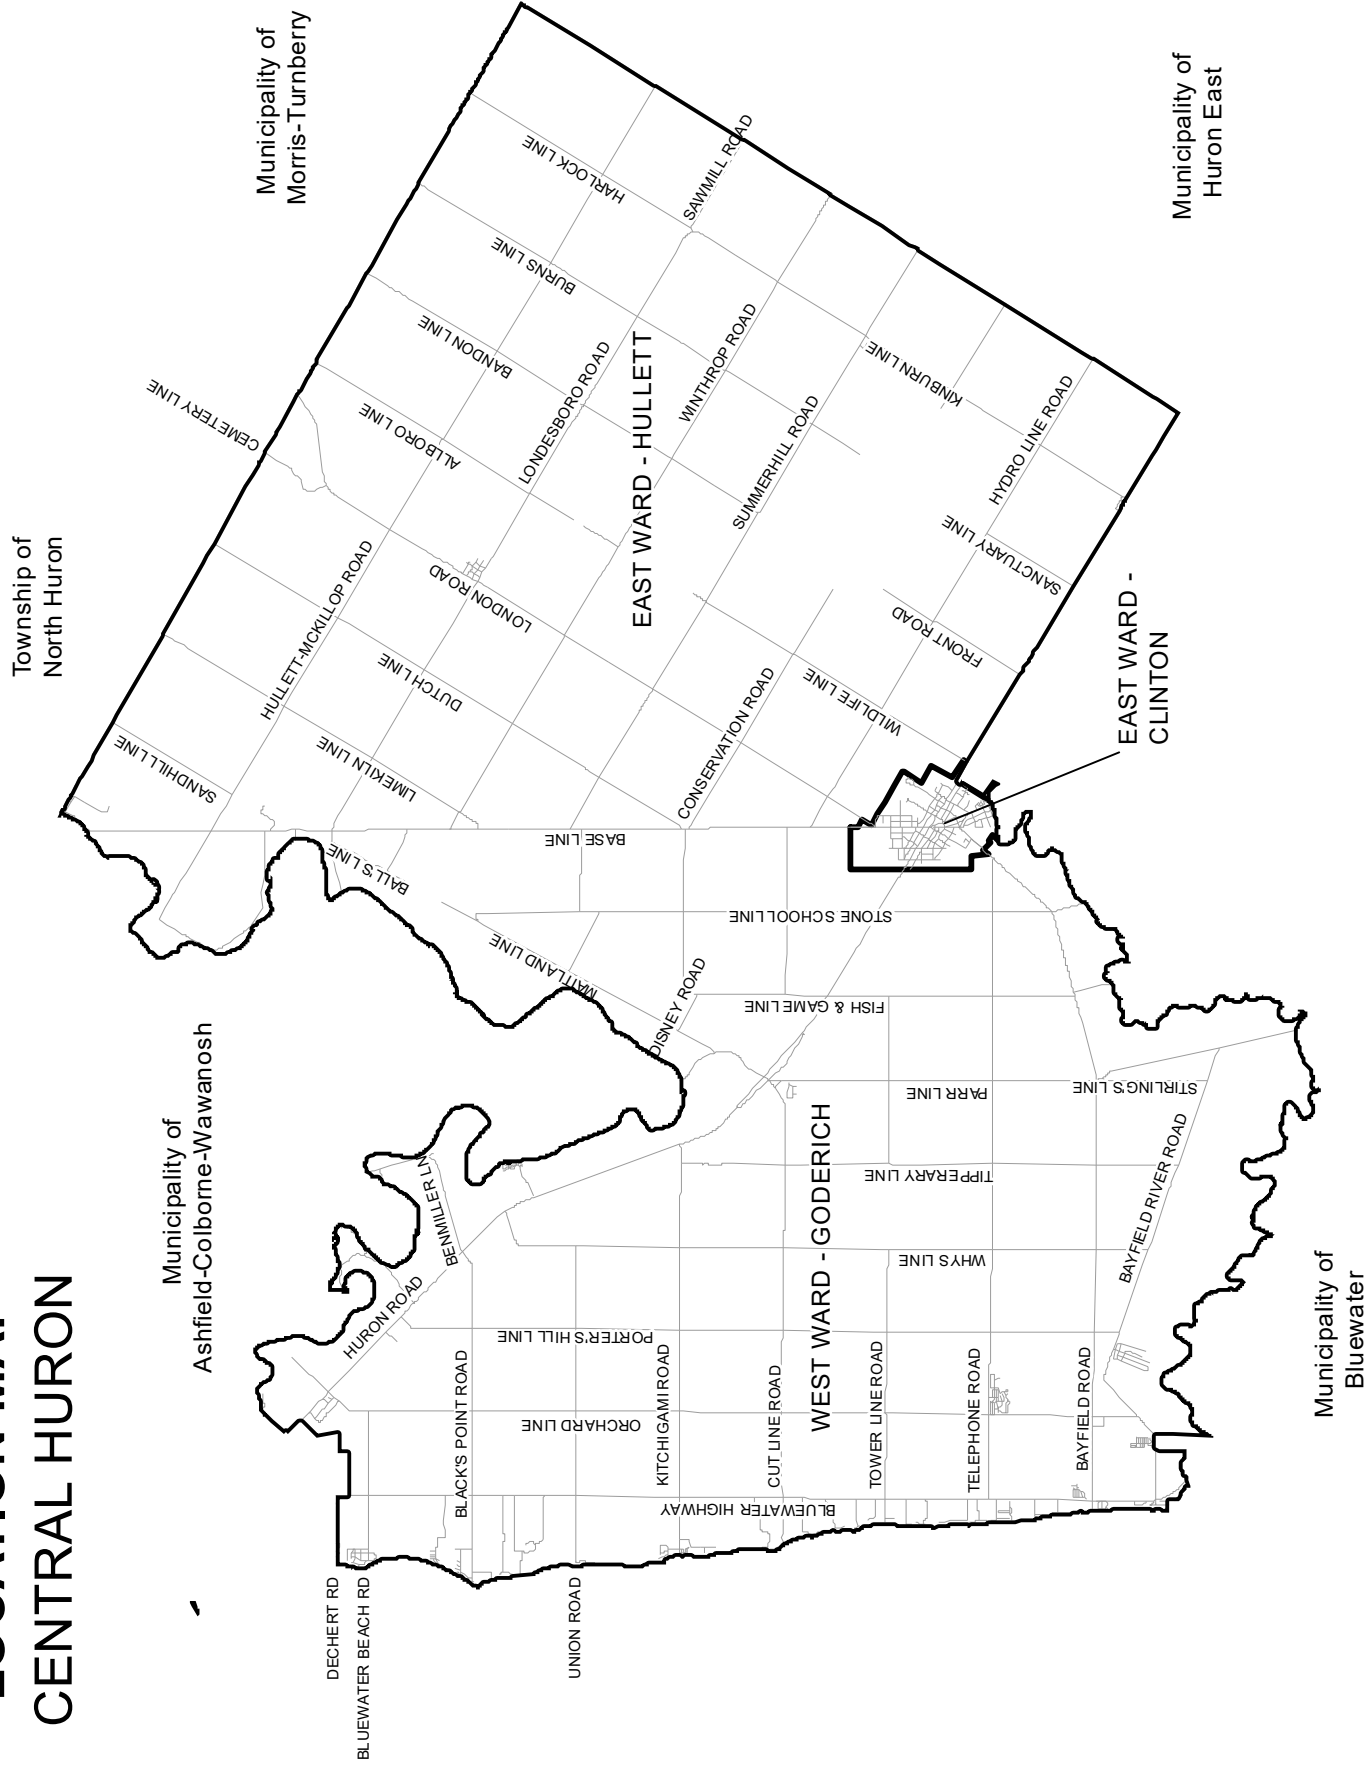 CENTRAL HURON
Township of
North Huron
Municipality of
Morris-Turnberry
Municipality of
Ashfield-Colborne-Wawanosh
Municipality of
Huron East
Municipality of
Bluewater
EAST WARD - HULLETT
WEST WARD - GODERICH
EAST WARD -
CLINTON
CEMETERY LINE
HARLOCK LINE
BURNS LINE
BANDON LINE
ALLBORO LINE
SAWMILL ROAD
LONDESBORO ROAD
WINTHROP ROAD
SUMMERHILL ROAD
KINBURN LINE
HYDRO LINE ROAD
SANCTUARY LINE
FRONT ROAD
WILDLIFE LINE
CONSERVATION ROAD
LONDON ROAD
HULLETT-MCKILLOP ROAD
DUTCH LINE
LIMEKILN LINE
SANDHILL LINE
BASE LINE
BALL'S LINE
MAITLAND LINE
STONE SCHOOL LINE
DISNEY ROAD
FISH & GAME LINE
PARR LINE
STIRLING'S LINE
TIPPERARY LINE
BAYFIELD RIVER ROAD
WHYS LINE
BENMILLER LN
HURON ROAD
PORTER'S HILL LINE
ORCHARD LINE
BLACK'S POINT ROAD
KITCHIGAMI ROAD
CUT LINE ROAD
TOWER LINE ROAD
TELEPHONE ROAD
BAYFIELD ROAD
BLUEWATER HIGHWAY
DECHERT RD
BLUEWATER BEACH RD
UNION ROAD